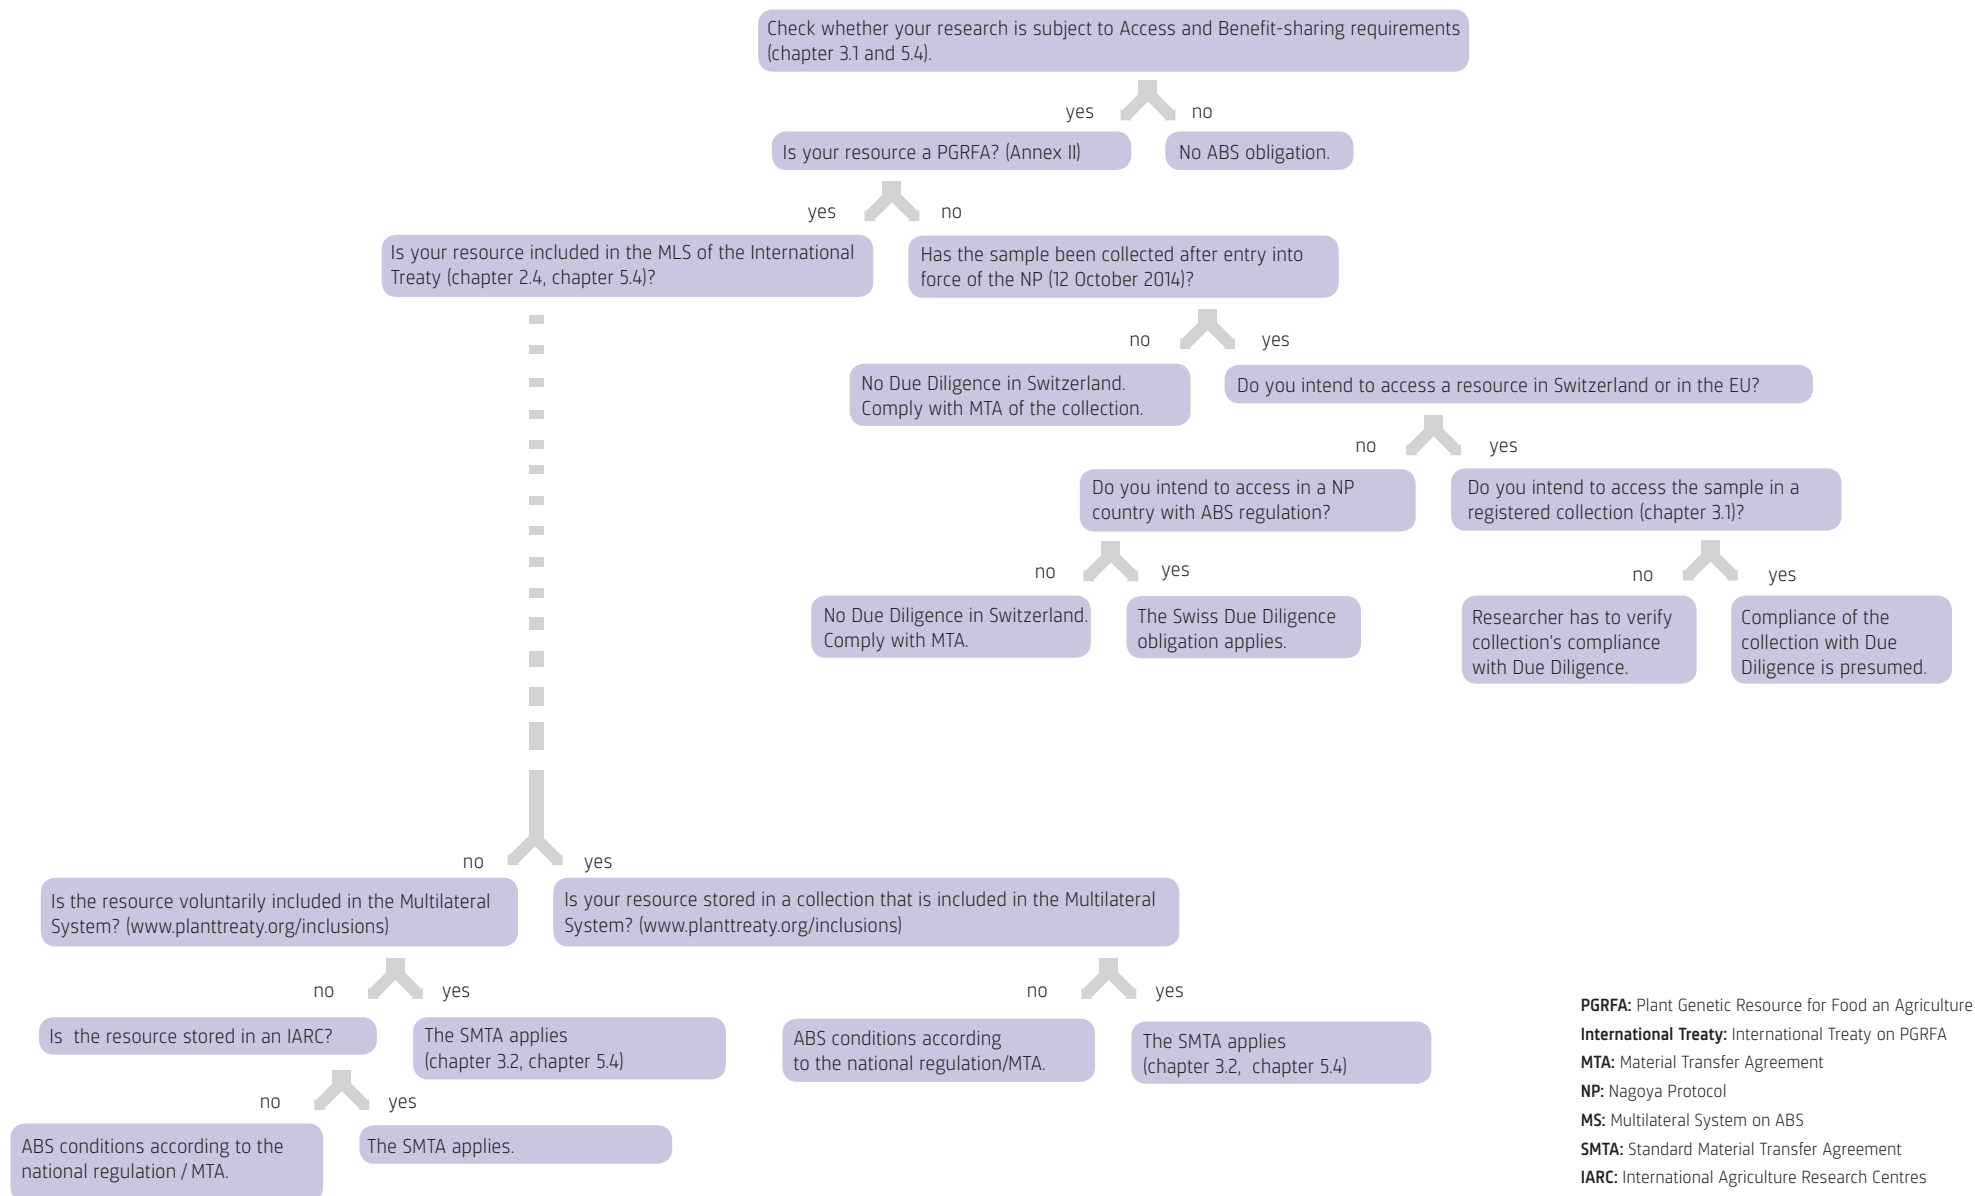 Check whether your research is subject to Access and Benefit-sharing requirements
(chapter 3.1 and 5.4).
yes
no
Is your resource a PGRFA? (Annex II)
No ABS obligation.
yes
no
Is your resource included in the MLS of the International
Treaty (chapter 2.4, chapter 5.4)?
Has the sample been collected after entry into
force of the NP (12 October 2014)?
no
yes
No Due Diligence in Switzerland.
Comply with MTA of the collection.
Do you intend to access a resource in Switzerland or in the EU?
no
yes
Do you intend to access in a NP
country with ABS regulation?
Do you intend to access the sample in a
registered collection (chapter 3.1)?
no
yes
no
yes
No Due Diligence in Switzerland.
Comply with MTA.
The Swiss Due Diligence
obligation applies.
Researcher has to verify
collection's compliance
with Due Diligence.
Compliance of the
collection with Due
Diligence is presumed.
no
yes
Is the resource voluntarily included in the Multilateral
System? (www.planttreaty.org/inclusions)
Is your resource stored in a collection that is included in the Multilateral
System? (www.planttreaty.org/inclusions)
no
yes
no
yes
Is the resource stored in an IARC?
The SMTA applies
(chapter 3.2, chapter 5.4)
ABS conditions according
to the national regulation/MTA.
The SMTA applies
(chapter 3.2, chapter 5.4)
no
yes
ABS conditions according to the
national regulation / MTA.
The SMTA applies.
PGRFA: Plant Genetic Resource for Food an Agriculture
International Treaty: International Treaty on PGRFA
MTA: Material Transfer Agreement
NP: Nagoya Protocol
MS: Multilateral System on ABS
SMTA: Standard Material Transfer Agreement
IARC: International Agriculture Research Centres